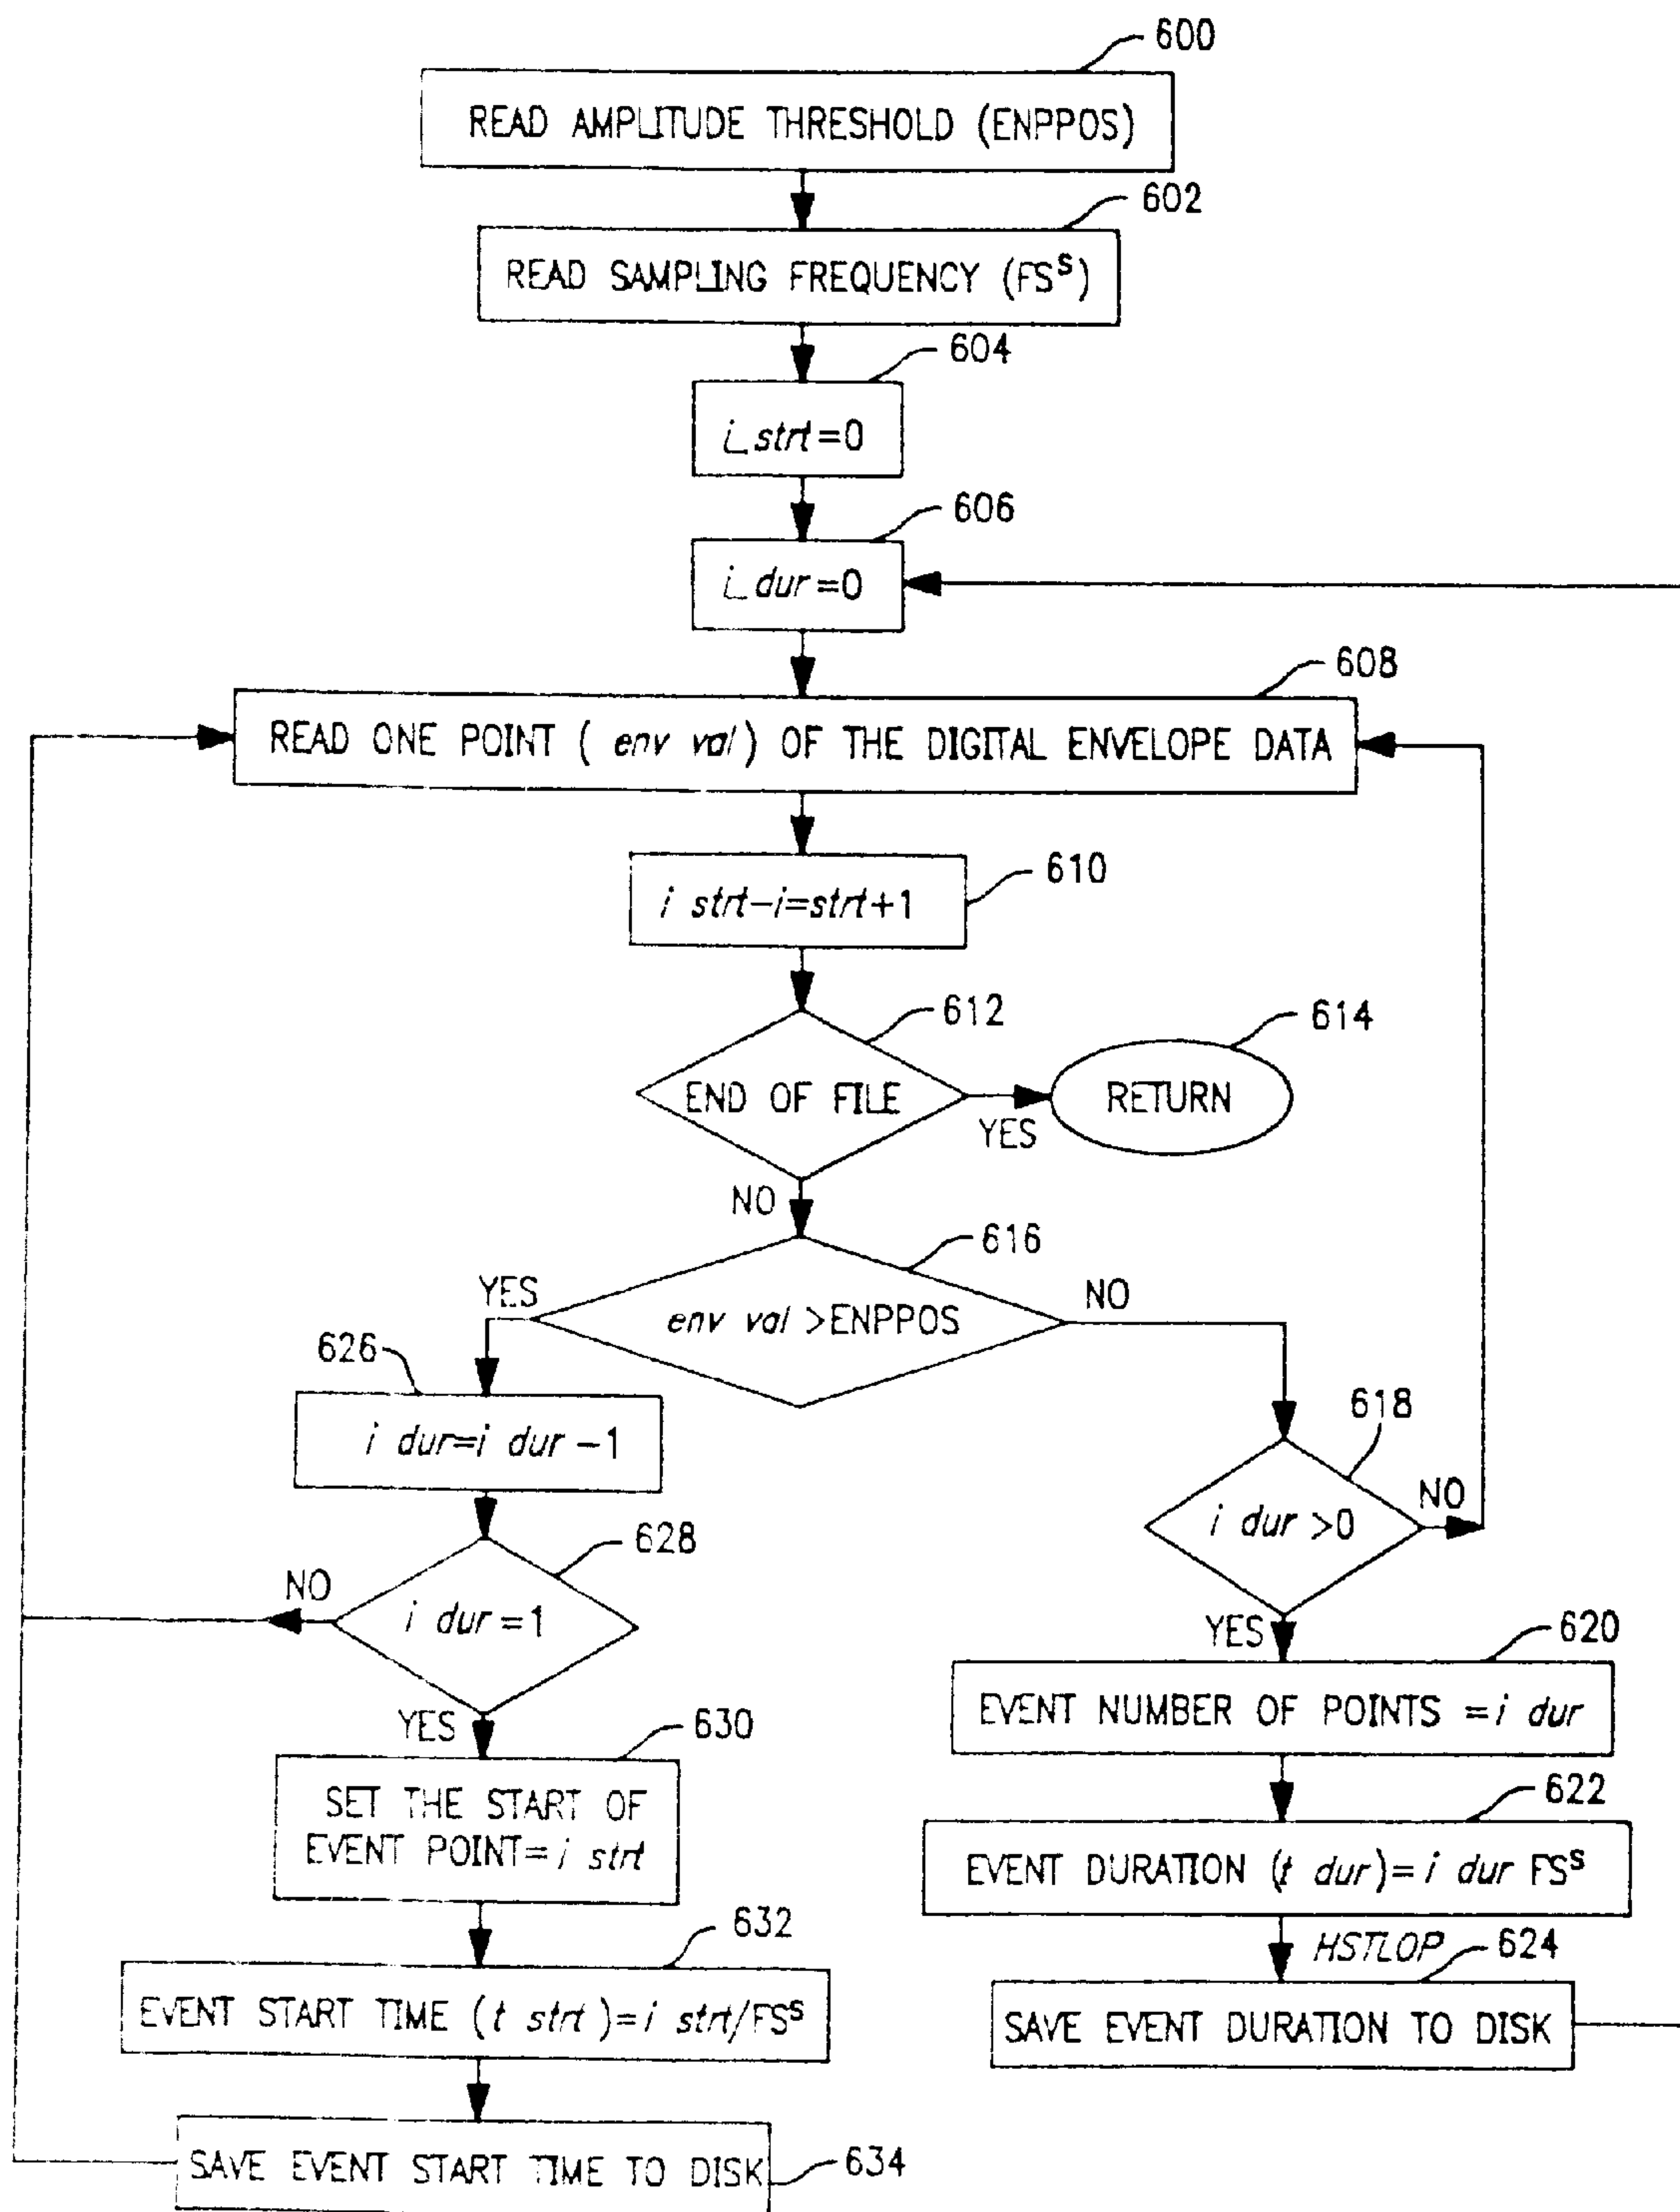 600
READ AMPLITUDE THRESHOLD (ENPPOS)
602
READ SAMPLING FREQUENCY (FSˢ)
604
i_strt=0
606
i_dur=0
608
READ ONE POINT ( env val) OF THE DIGITAL ENVELOPE DATA
610
i strt-i=strt+1
612
END OF FILE
YES
614
RETURN
NO
616
env val >ENPPOS
YES
NO
626
i dur=i dur -1
618
i dur >0
NO
YES
628
i dur =1
NO
YES
620
EVENT NUMBER OF POINTS =i dur
630
SET THE START OF
EVENT POINT=i strt
622
EVENT DURATION (t dur)=i dur FSˢ
HSTLOP
632
EVENT START TIME (t strt )=i strt/FSˢ
624
SAVE EVENT DURATION TO DISK
SAVE EVENT START TIME TO DISK
634